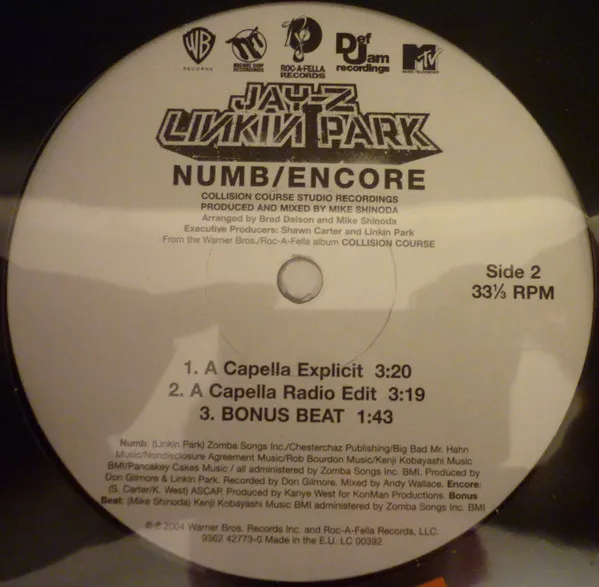 WB
RECORDS
MACHINE SHOP
RECORDINGS
ROC-A-FELLA
RECORDS
Def
Jam
recordings
MTV
MUSIC TELEVISION
JAY-Z
LINKIN PARK
NUMB/ENCORE
COLLISION COURSE STUDIO RECORDINGS
PRODUCED AND MIXED BY MIKE SHINODA
Arranged by Brad Delson and Mike Shinoda
Executive Producers: Shawn Carter and Linkin Park
From the Warner Bros./Roc-A-Fella album COLLISION COURSE
Side 2
33⅓ RPM
1. A Capella Explicit 3:20
2. A Capella Radio Edit 3:19
3. BONUS BEAT 1:43
Numb: (Linkin Park) Zomba Songs Inc./Chesterchaz Publishing/Big Bad Mr. Hahn
Music/Nondisclosure Agreement Music/Rob Bourdon Music/Kenji Kobayashi Music
BMI/Pancakey Cakes Music / all administered by Zomba Songs Inc. BMI. Produced by
Don Gilmore & Linkin Park. Recorded by Don Gilmore. Mixed by Andy Wallace. Encore:
(S. Carter/K. West) ASCAP. Produced by Kanye West for KonMan Productions. Bonus
Beat: (Mike Shinoda) Kenji Kobayashi Music BMI administered by Zomba Songs Inc. BMI
℗ © 2004 Warner Bros. Records Inc. and Roc-A-Fella Records, LLC.
9362 42773-0 Made in the E.U. LC 00392